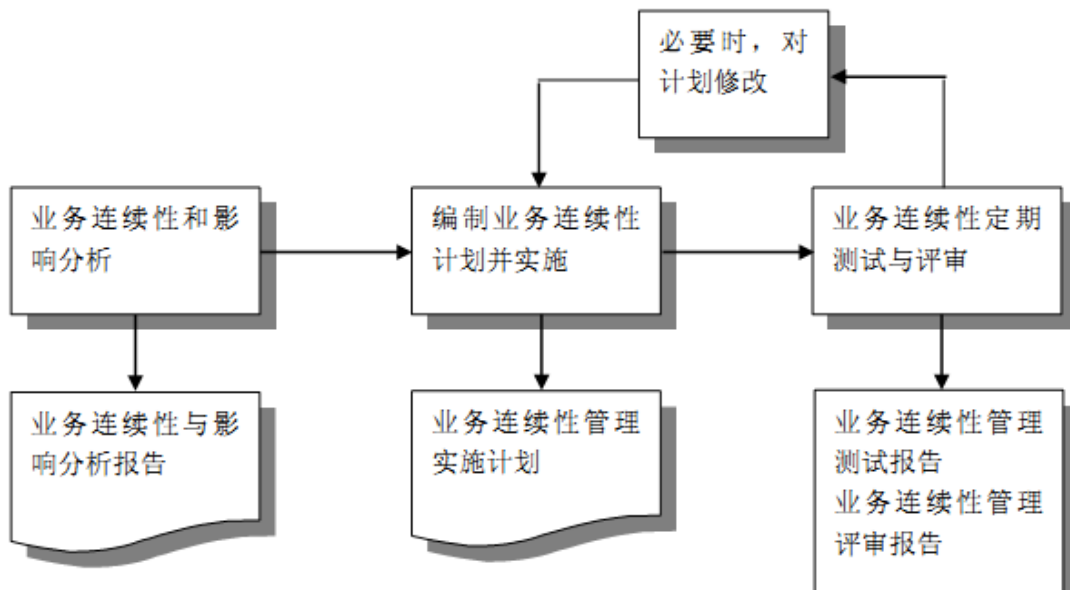 必要时，对
计划修改
业务连续性和影
响分析
编制业务连续性
计划并实施
业务连续性定期
测试与评审
业务连续性与影
响分析报告
业务连续性管理
实施计划
业务连续性管理
测试报告
业务连续性管理
评审报告